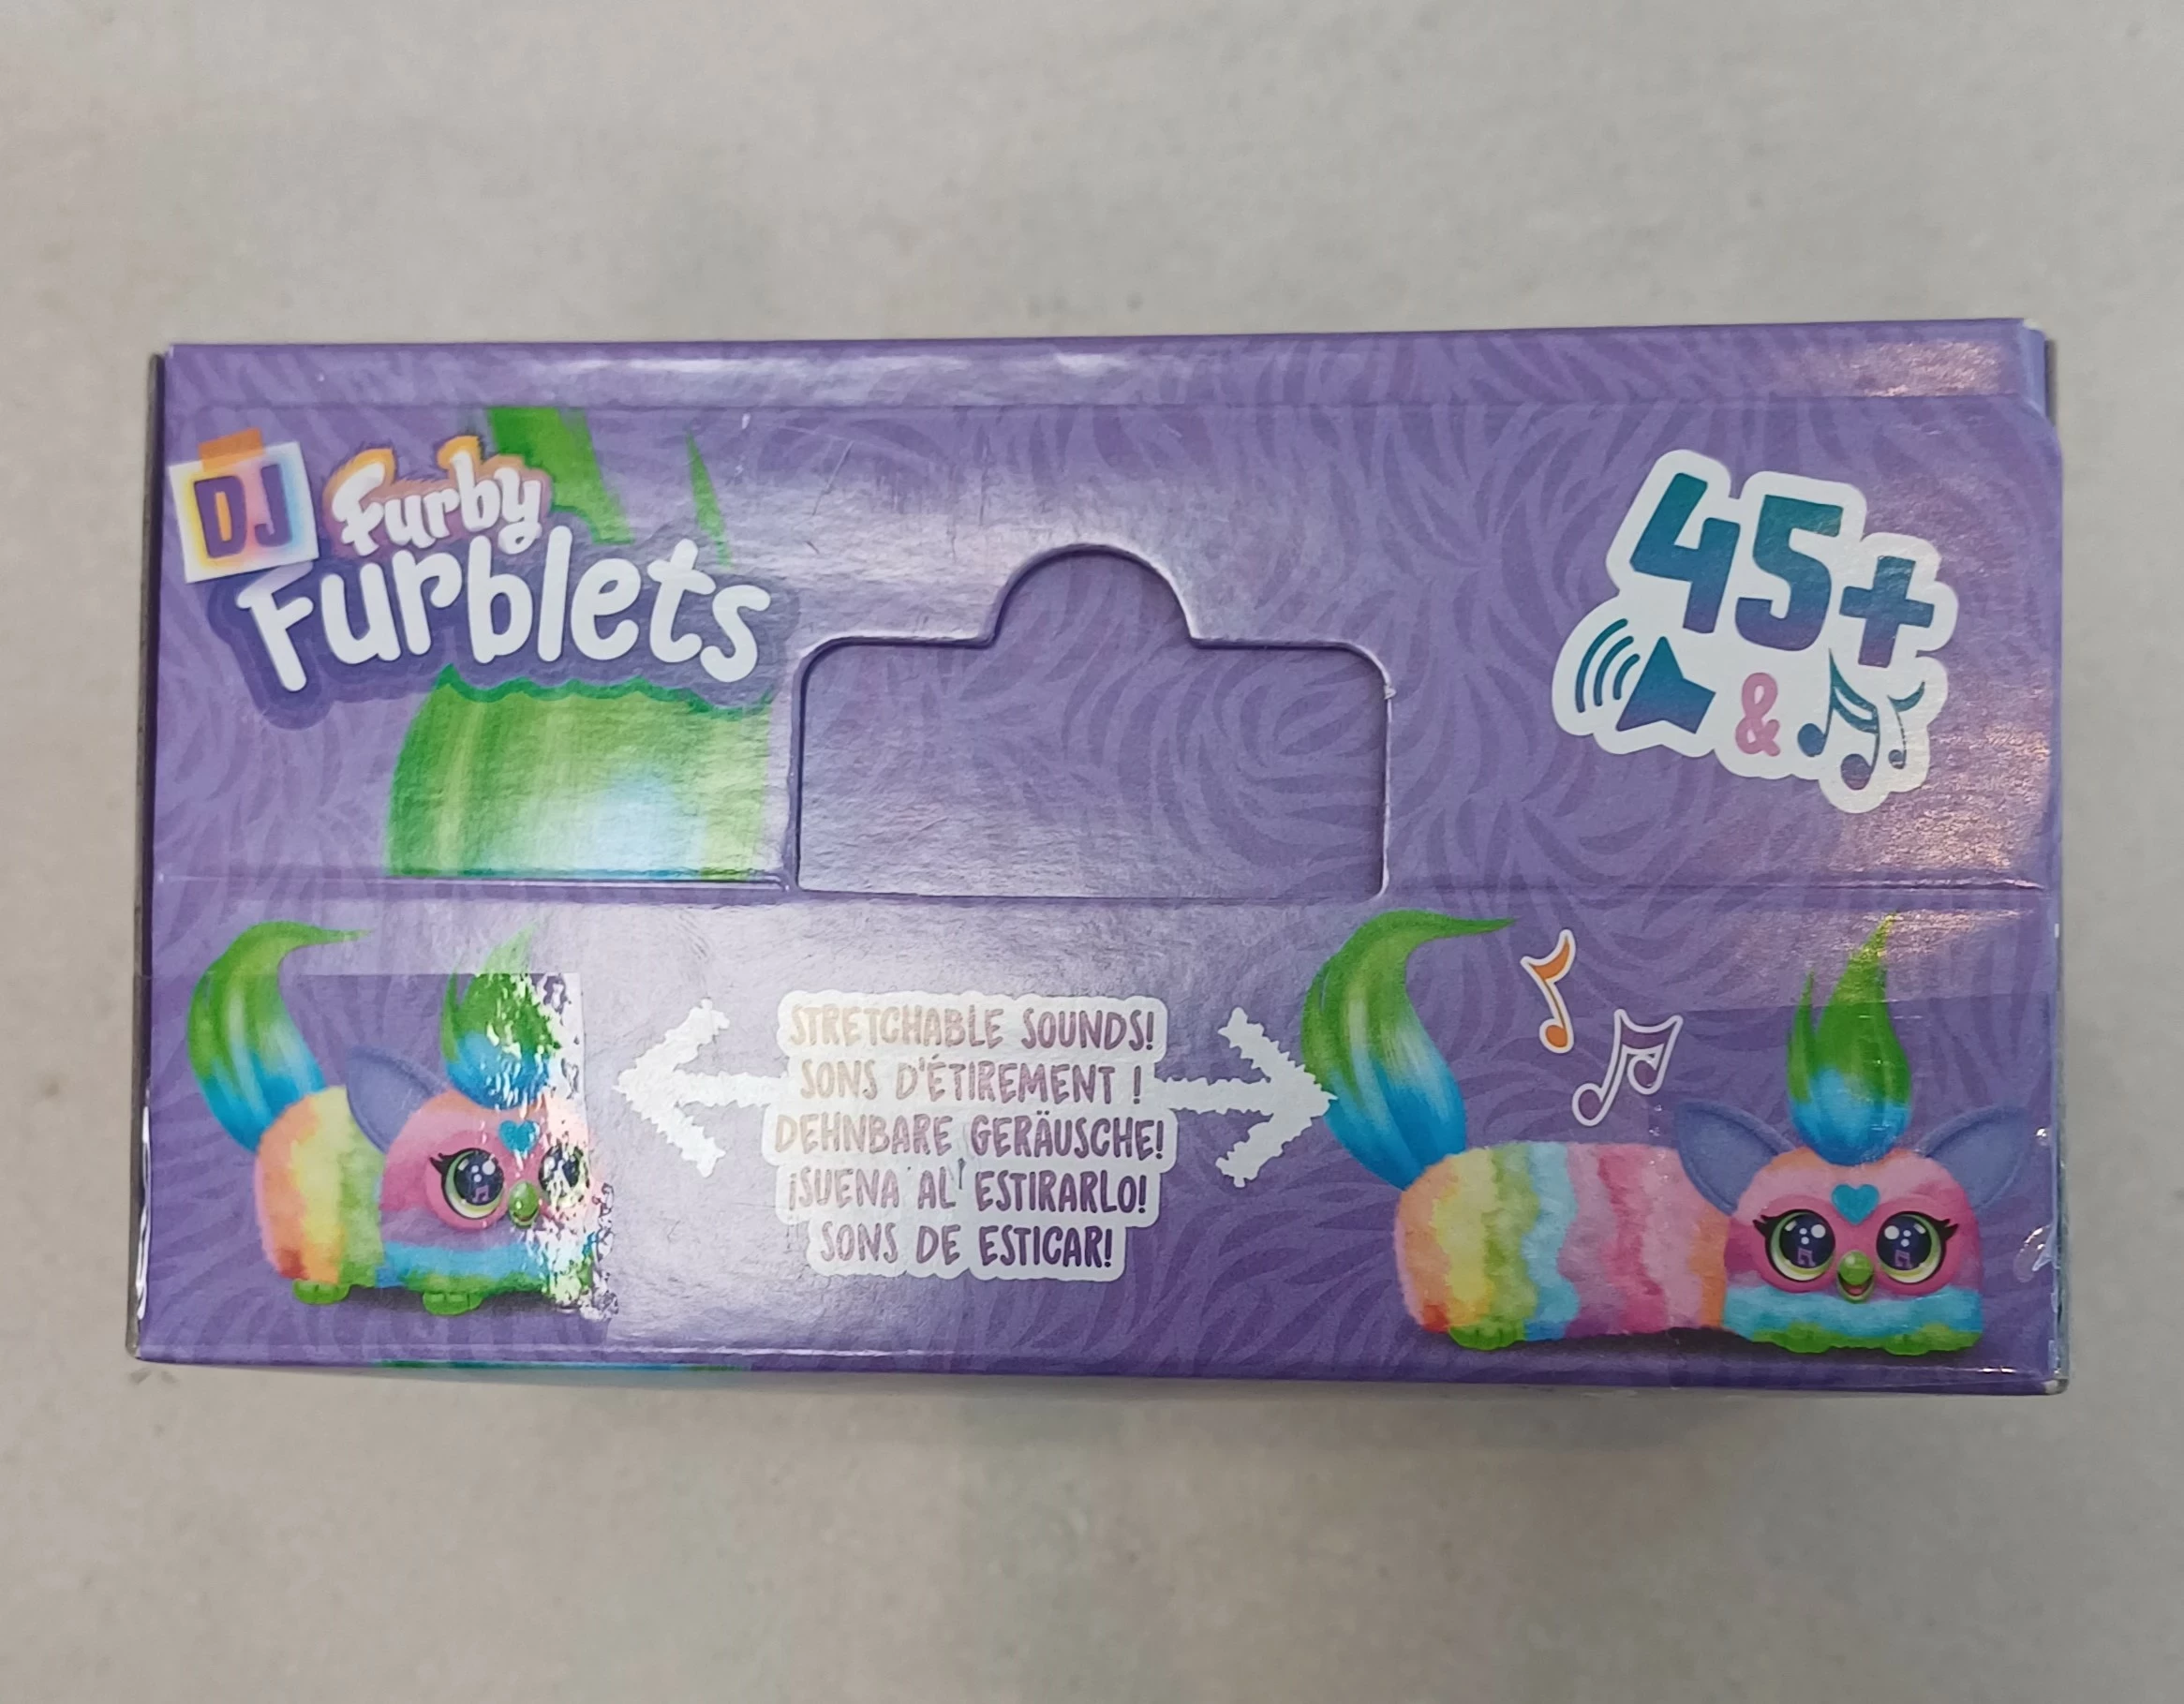 DJ Furby
Furblets
45+
&
STRETCHABLE SOUNDS!
SONS D'ÉTIREMENT !
DEHNBARE GERÄUSCHE!
¡SUENA AL ESTIRARLO!
SONS DE ESTICAR!